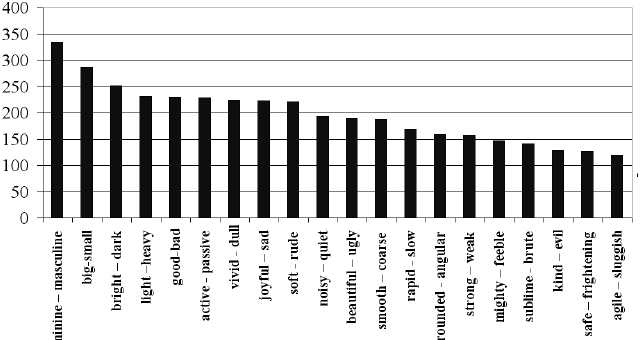 400
350
300
250
200
150
100
50
0
minine – masculine
big-small
bright – dark
light –heavy
good-bad
active - passive
vivid - dull
joyful – sad
soft - rude
noisy – quiet
beautiful – ugly
smooth – coarse
rapid - slow
rounded - angular
strong – weak
mighty – feeble
sublime - brute
kind – evil
safe – frightening
agile – sluggish